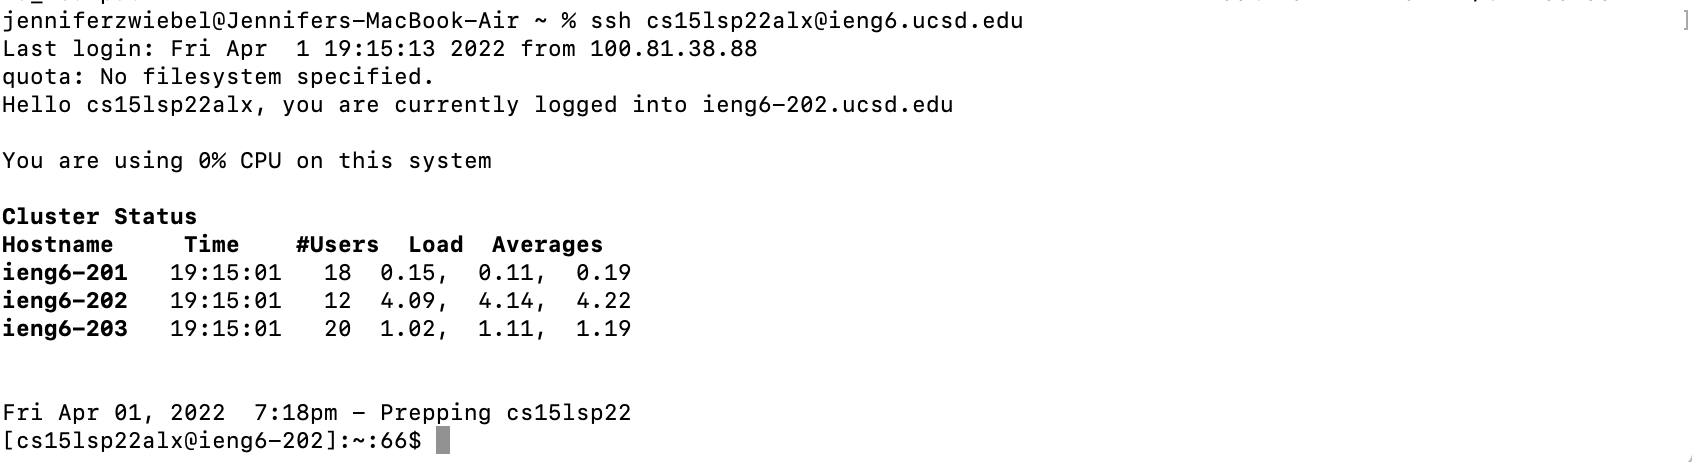 jenniferzwiebel@Jennifers-MacBook-Air ~ % ssh cs15lsp22alx@ieng6.ucsd.edu
Last login: Fri Apr  1 19:15:13 2022 from 100.81.38.88
quota: No filesystem specified.
Hello cs15lsp22alx, you are currently logged into ieng6-202.ucsd.edu
You are using 0% CPU on this system
Cluster Status
Hostname     Time    #Users  Load  Averages
ieng6-201   19:15:01   18  0.15,  0.11,  0.19
ieng6-202   19:15:01   12  4.09,  4.14,  4.22
ieng6-203   19:15:01   20  1.02,  1.11,  1.19
Fri Apr 01, 2022  7:18pm - Prepping cs15lsp22
[cs15lsp22alx@ieng6-202]:~:66$